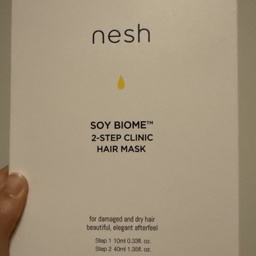 nesh
SOY BIOME™
2-STEP CLINIC
HAIR MASK
for damaged and dry hair
beautiful, elegant afterfeel
Step 1 10ml 0.33fl. oz.
Step 2 40ml 1.35fl. oz.